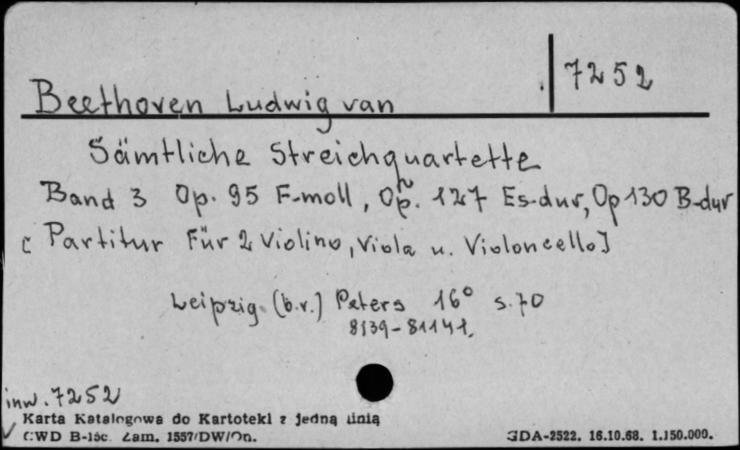 7252
Beethoven Ludwig van
Sämtliche Streichquartette
Band 3 Op. 95 F-moll, Op. 127 Es-dur, Op 130 B-dur
[Partitur Für 2 Violino, Viola u. Violoncello]
Leipzig (b.r.) Peters 16° s. 70
8139-81141.
inw. 7252
Karta Katalogowa do Kartoteki z jedną linią
CWD B-stc. Zam. 1557/DW/On.
GDA-2522. 16.10.68. 1.150.000.